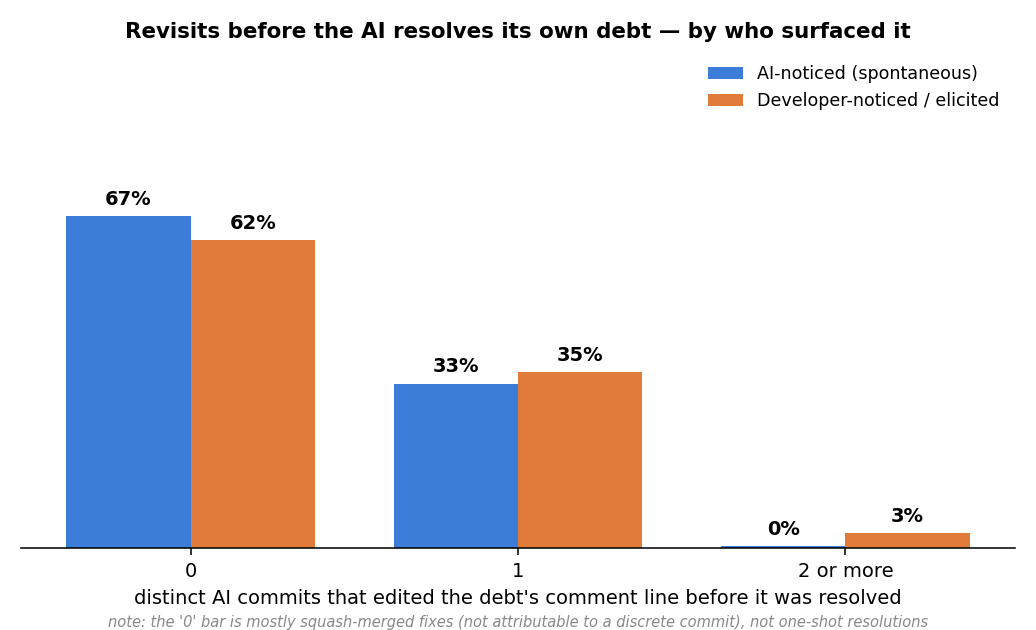 Revisits before the AI resolves its own debt — by who surfaced it
AI-noticed (spontaneous)
Developer-noticed / elicited
67%
62%
33%
35%
0%
3%
0
1
2 or more
distinct AI commits that edited the debt's comment line before it was resolved
note: the '0' bar is mostly squash-merged fixes (not attributable to a discrete commit), not one-shot resolutions